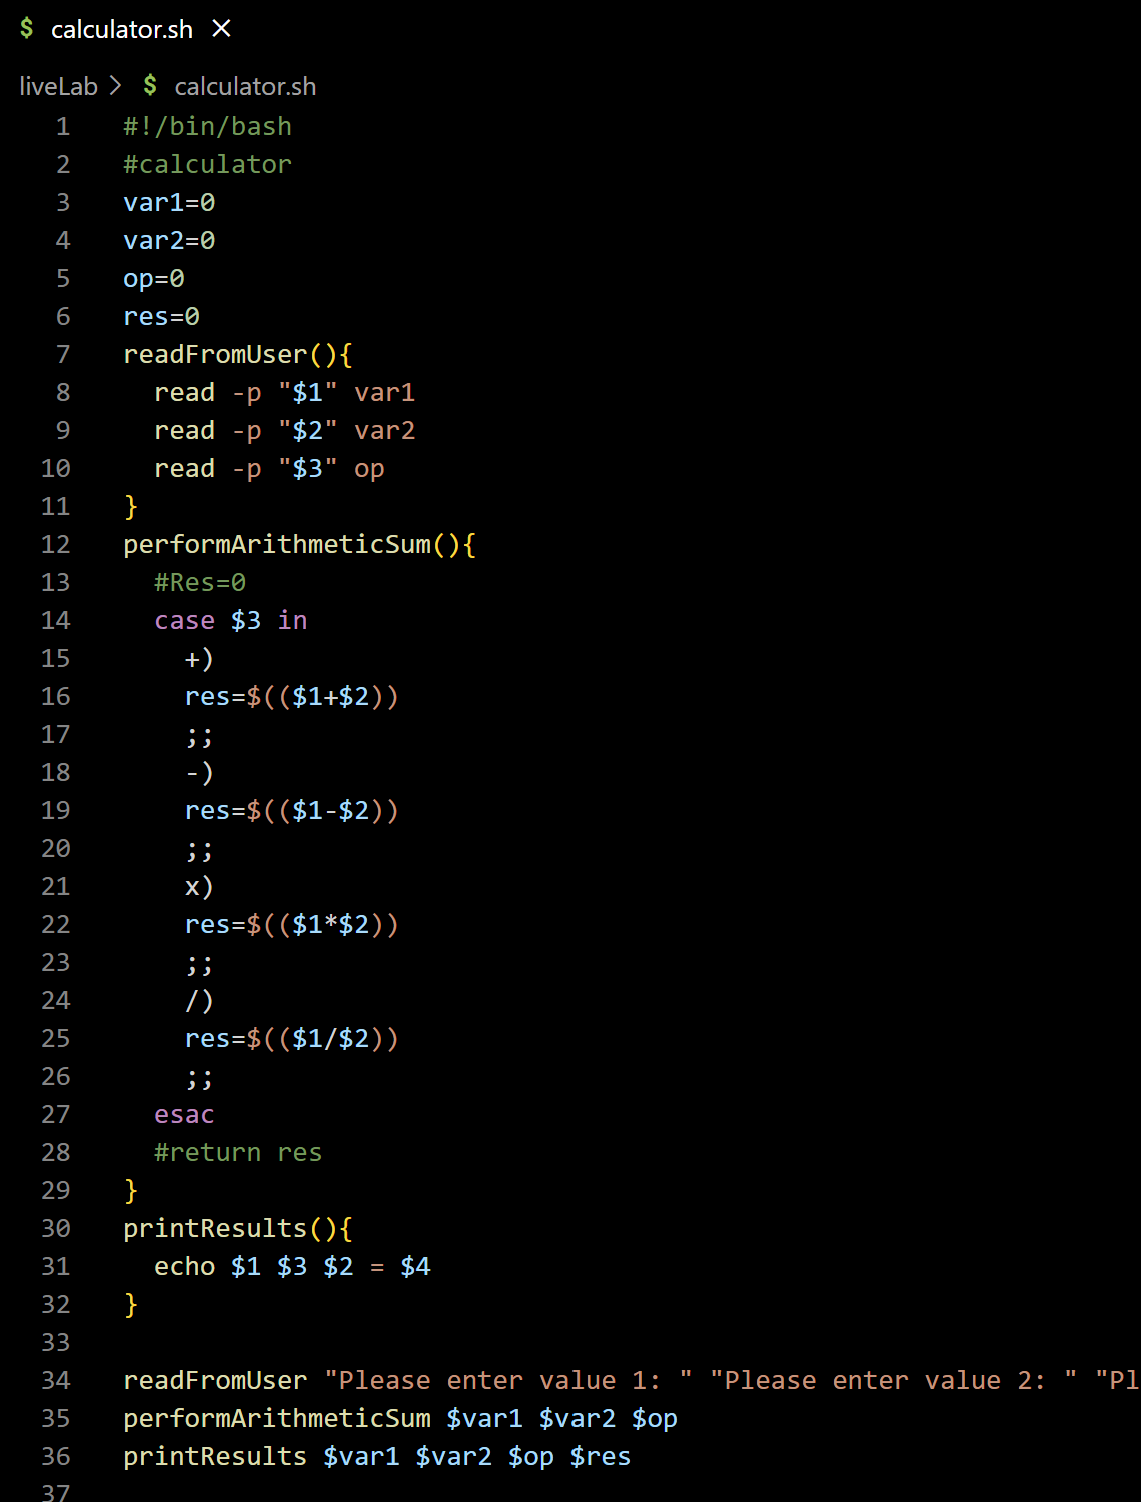 $ calculator.sh ×
liveLab > $ calculator.sh
1 #!/bin/bash
2 #calculator
3 var1=0
4 var2=0
5 op=0
6 res=0
7 readFromUser(){
8   read -p "$1" var1
9   read -p "$2" var2
10   read -p "$3" op
11 }
12 performArithmeticSum(){
13   #Res=0
14   case $3 in
15     +)
16     res=$(($1+$2))
17     ;;
18     -)
19     res=$(($1-$2))
20     ;;
21     x)
22     res=$(($1*$2))
23     ;;
24     /)
25     res=$(($1/$2))
26     ;;
27   esac
28   #return res
29 }
30 printResults(){
31   echo $1 $3 $2 = $4
32 }
33
34 readFromUser "Please enter value 1: " "Please enter value 2: " "Pl
35 performArithmeticSum $var1 $var2 $op
36 printResults $var1 $var2 $op $res
37